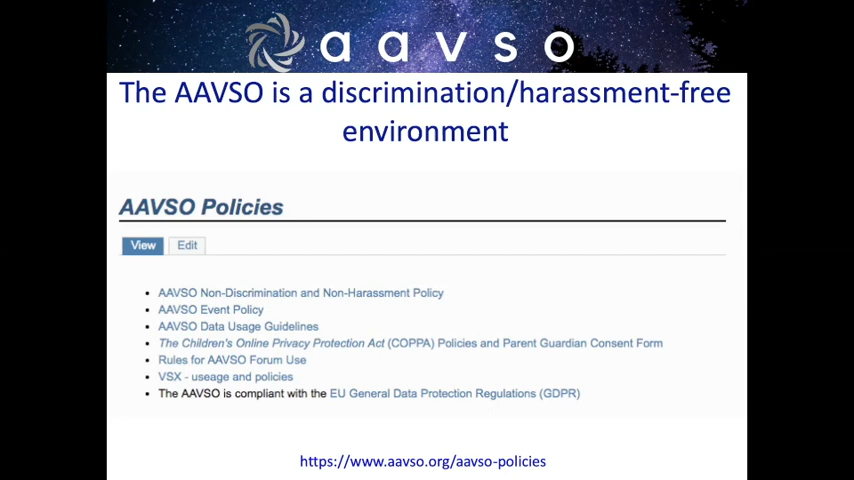 aavso
The AAVSO is a discrimination/harassment-free
environment
AAVSO Policies
View Edit
• AAVSO Non-Discrimination and Non-Harassment Policy
• AAVSO Event Policy
• AAVSO Data Usage Guidelines
• The Children's Online Privacy Protection Act (COPPA) Policies and Parent Guardian Consent Form
• Rules for AAVSO Forum Use
• VSX - useage and policies
• The AAVSO is compliant with the EU General Data Protection Regulations (GDPR)
https://www.aavso.org/aavso-policies